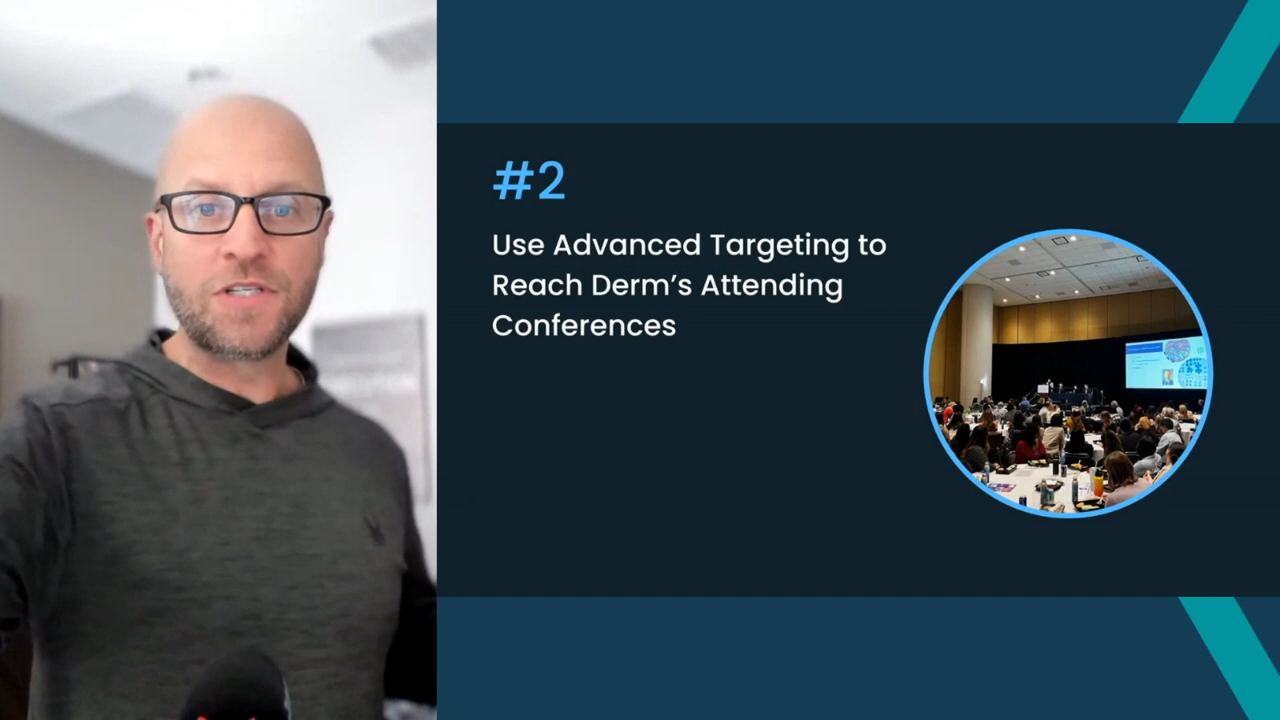 #2
Use Advanced Targeting to
Reach Derm’s Attending
Conferences